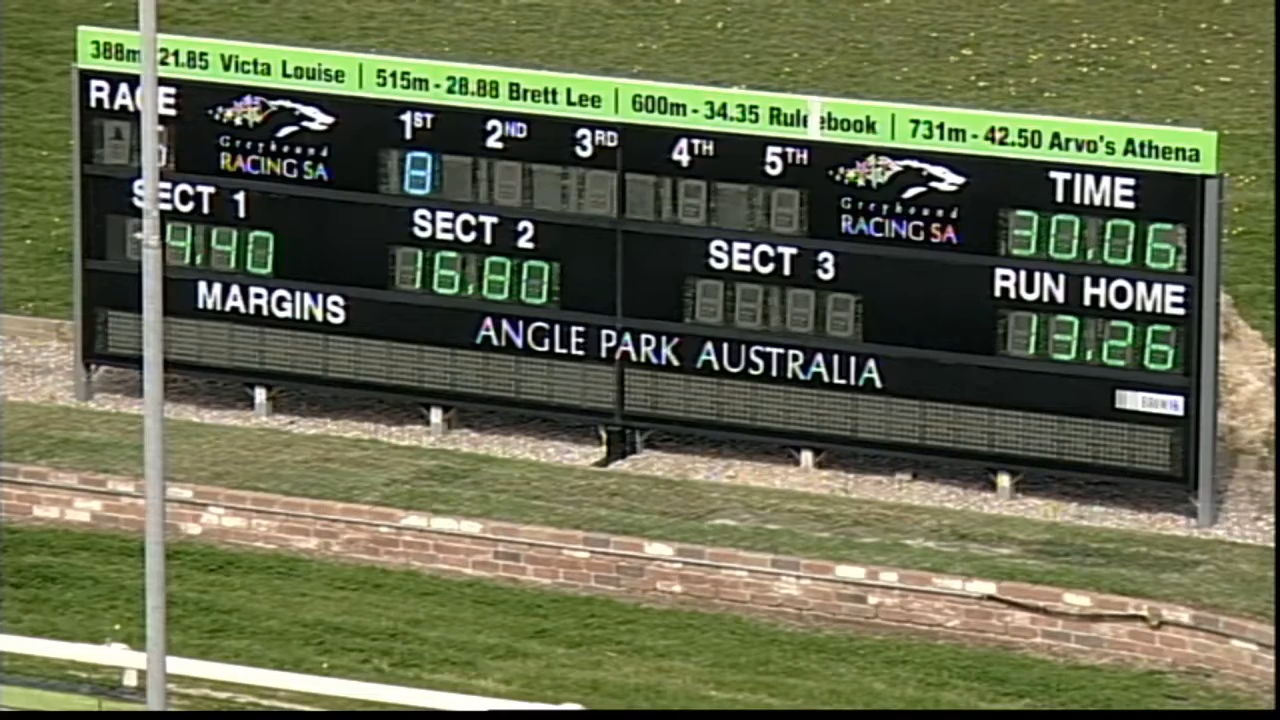 388m 21.85 Victa Louise | 515m - 28.88 Brett Lee | 600m - 34.35 Rulebook | 731m - 42.50 Arvo's Athena
RACE 1ST 2ND 3RD 4TH 5TH TIME
Greyhound
RACING SA
8
Greyhound
RACING SA
30.06
SECT 1 SECT 2 SECT 3 RUN HOME
4.40 16.80 13.26
MARGINS ANGLE PARK AUSTRALIA